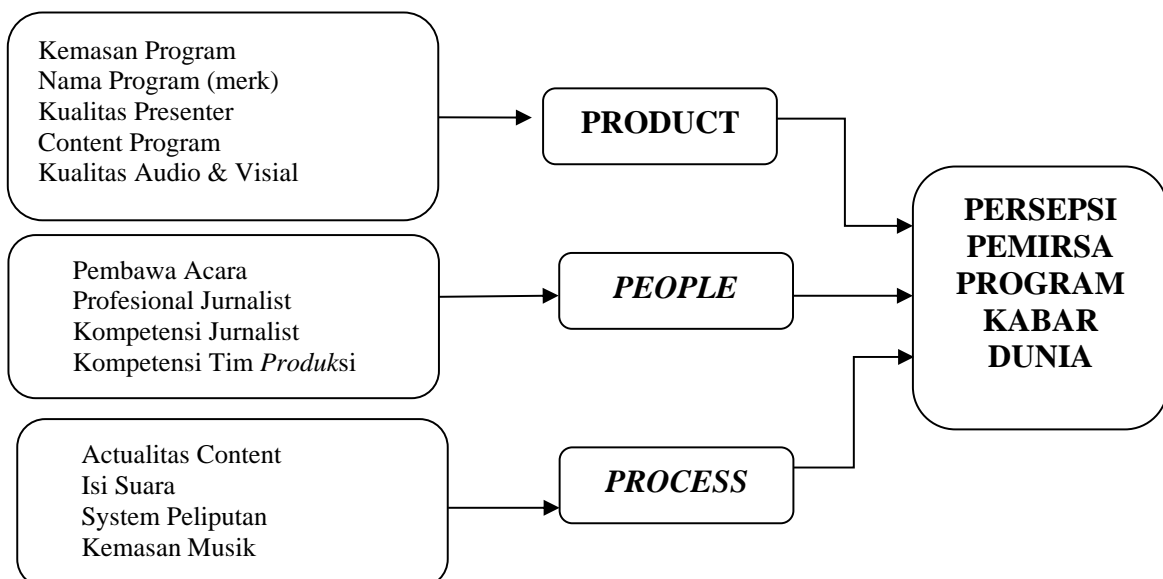 Kemasan Program
Nama Program (merk)
Kualitas Presenter
Content Program
Kualitas Audio & Visial
PRODUCT
Pembawa Acara
Profesional Jurnalist
Kompetensi Jurnalist
Kompetensi Tim Produksi
PEOPLE
Actualitas Content
Isi Suara
System Peliputan
Kemasan Musik
PROCESS
PERSEPSI
PEMIRSA
PROGRAM
KABAR
DUNIA